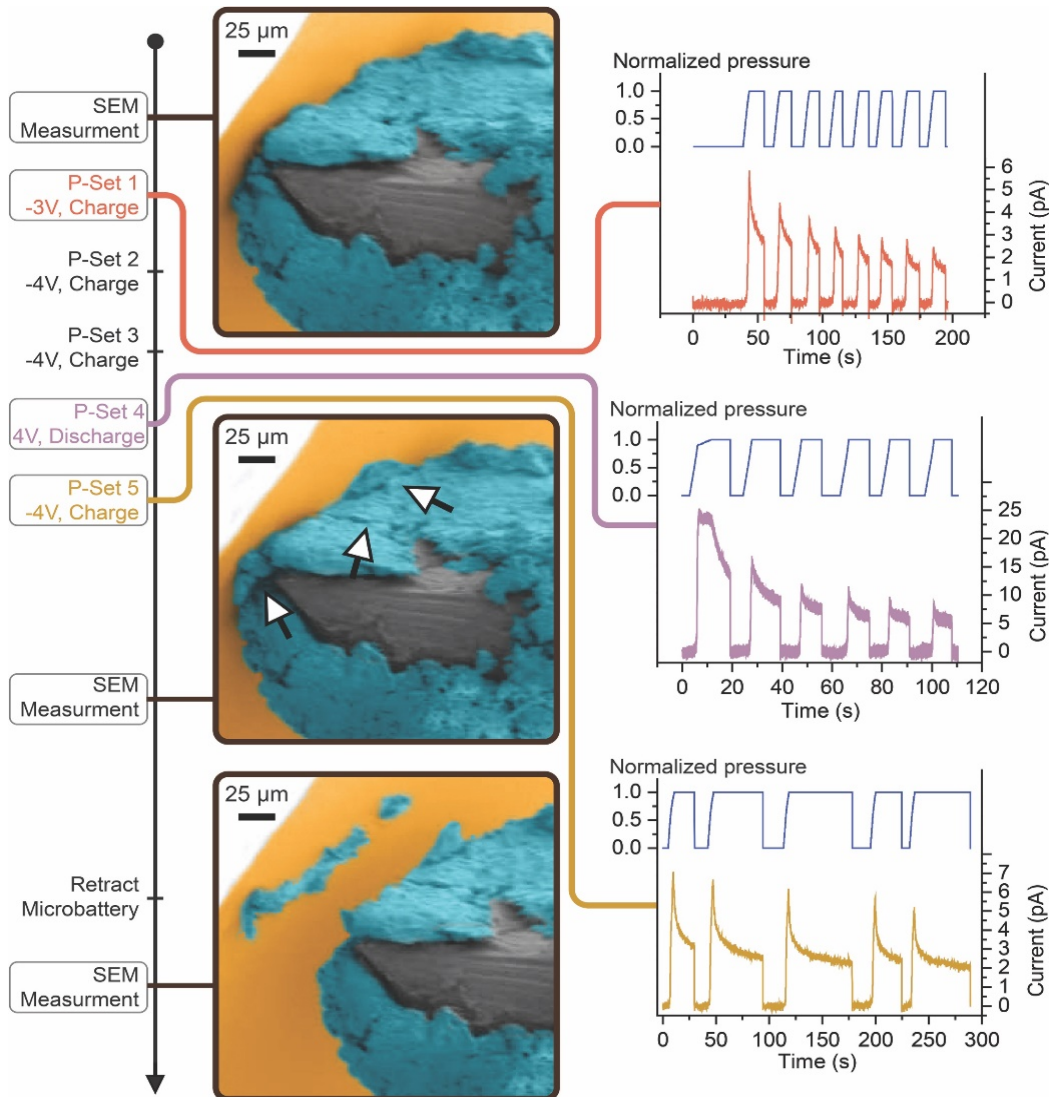 SEM
Measurment
P-Set 1
-3V, Charge
P-Set 2
-4V, Charge
P-Set 3
-4V, Charge
P-Set 4
4V, Discharge
P-Set 5
-4V, Charge
SEM
Measurment
Retract
Microbattery
SEM
Measurment
25 µm
25 µm
25 µm
Normalized pressure
1.0
0.5
0.0
6
5
4
3
2
1
0
Current (pA)
0 50 100 150 200
Time (s)
Normalized pressure
1.0
0.5
0.0
25
20
15
10
5
0
Current (pA)
0 20 40 60 80 100 120
Time (s)
Normalized pressure
1.0
0.5
0.0
7
6
5
4
3
2
1
0
Current (pA)
0 50 100 150 200 250 300
Time (s)